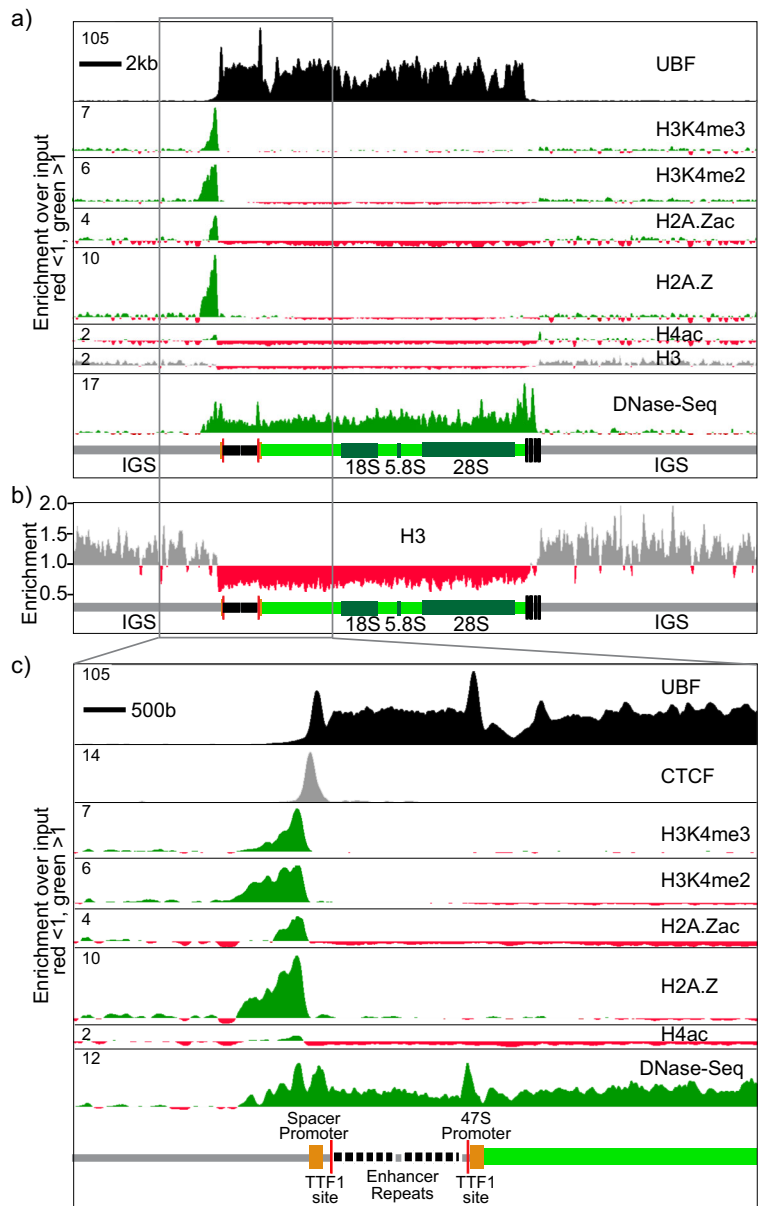 a)
105
2kb
UBF
7
H3K4me3
6
H3K4me2
4
H2A.Zac
10
H2A.Z
2
H4ac
2
H3
17
DNase-Seq
Enrichment over input
red <1, green >1
IGS
18S
5.8S
28S
IGS
b)
2.0
1.5
1.0
0.5
Enrichment
H3
IGS
18S
5.8S
28S
IGS
c)
105
500b
UBF
14
CTCF
7
H3K4me3
6
H3K4me2
4
H2A.Zac
10
H2A.Z
2
H4ac
12
DNase-Seq
Enrichment over input
red <1, green >1
Spacer
Promoter
47S
Promoter
TTF1
site
Enhancer
Repeats
TTF1
site